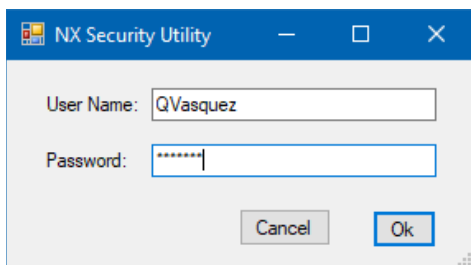 NX Security Utility
User Name: QVasquez
Password: *******
Cancel Ok